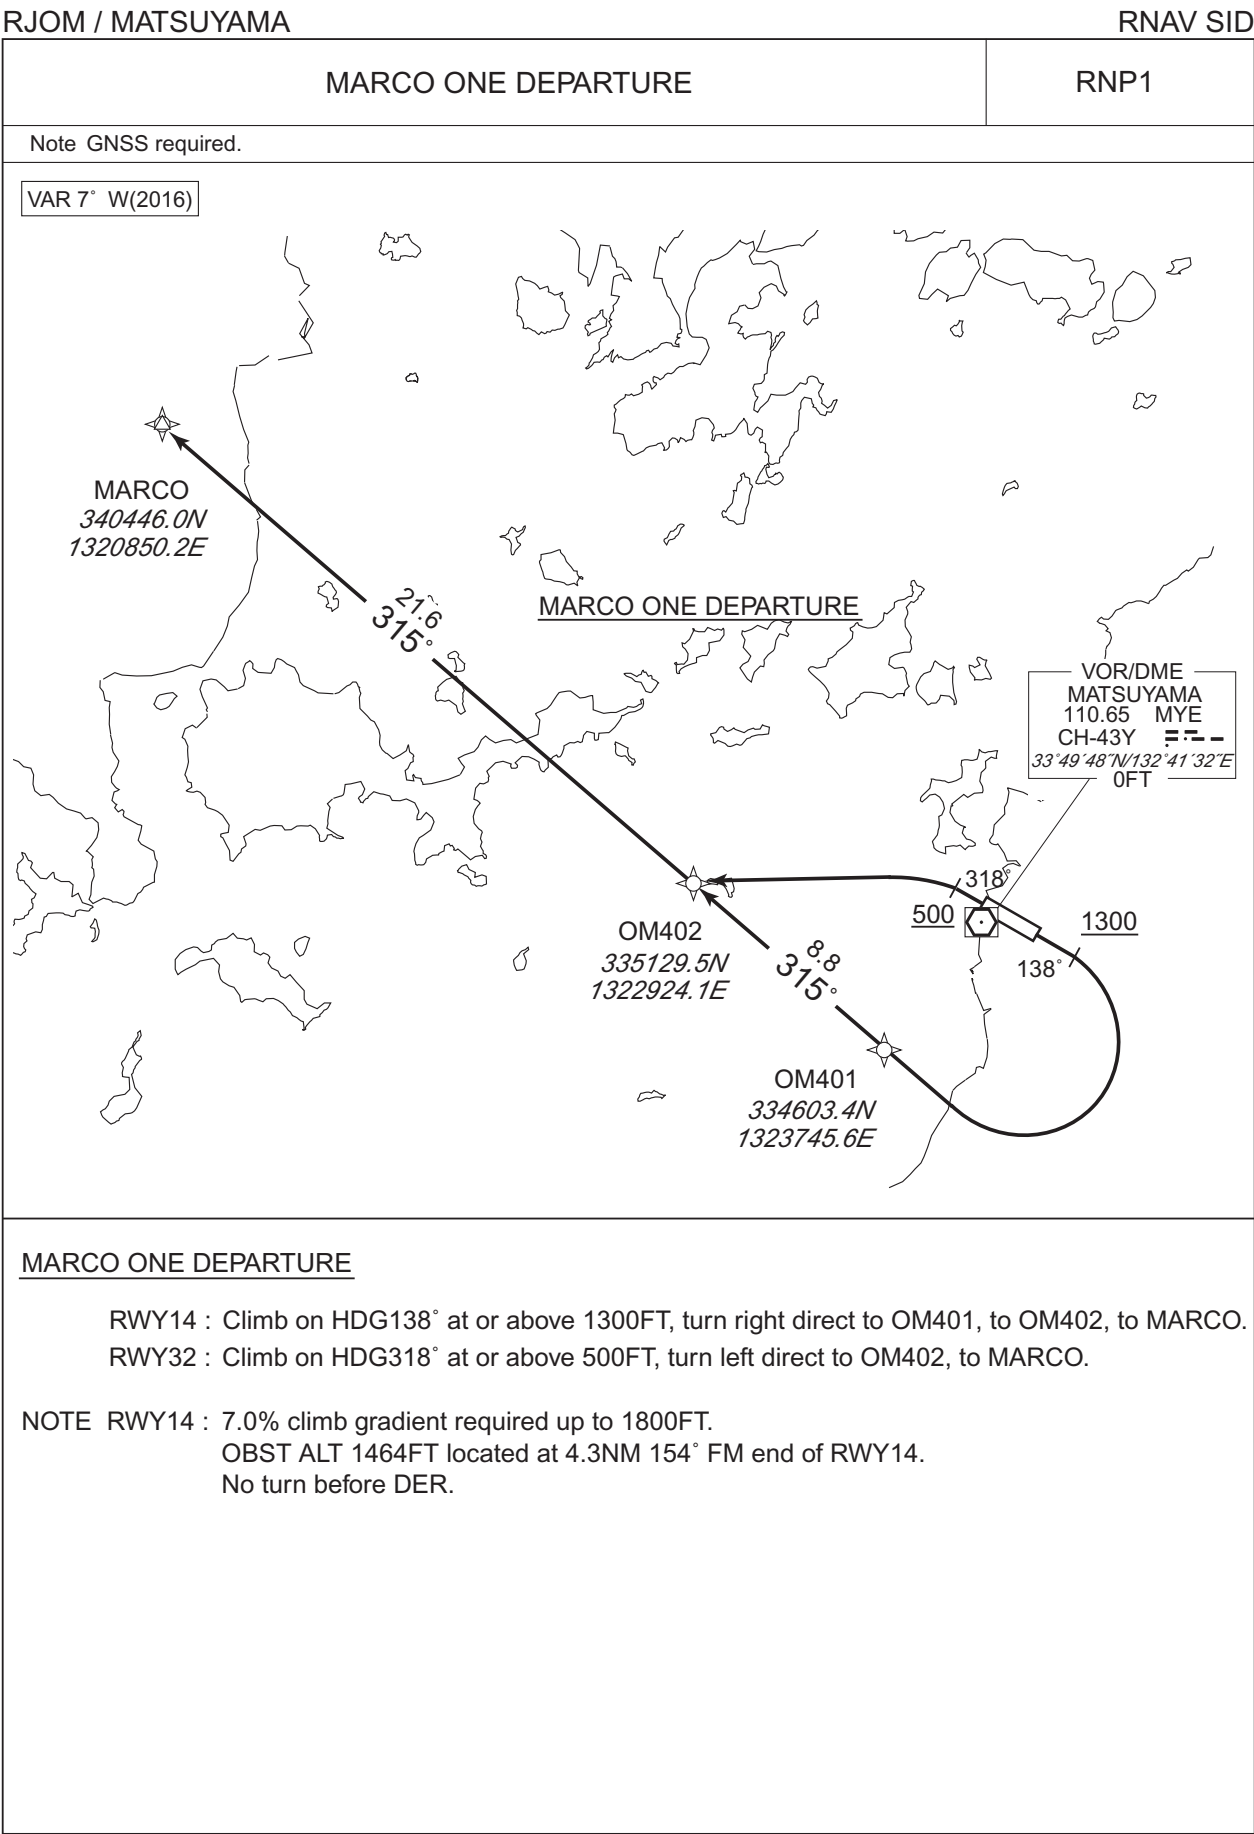 RJOM / MATSUYAMA
RNAV SID
MARCO ONE DEPARTURE
RNP1
Note GNSS required.
VAR 7˚ W(2016)
MARCO
340446.0N
1320850.2E
21.6
315˚
MARCO ONE DEPARTURE
VOR/DME
MATSUYAMA
110.65 MYE
CH-43Y
33˚49´48˝N/132˚41´32˝E
0FT
318˚
500
1300
138˚
OM402
335129.5N
1322924.1E
8.8
315˚
OM401
334603.4N
1323745.6E
MARCO ONE DEPARTURE
RWY14 : Climb on HDG138˚ at or above 1300FT, turn right direct to OM401, to OM402, to MARCO.
RWY32 : Climb on HDG318˚ at or above 500FT, turn left direct to OM402, to MARCO.
NOTE RWY14 : 7.0% climb gradient required up to 1800FT.
OBST ALT 1464FT located at 4.3NM 154˚ FM end of RWY14.
No turn before DER.